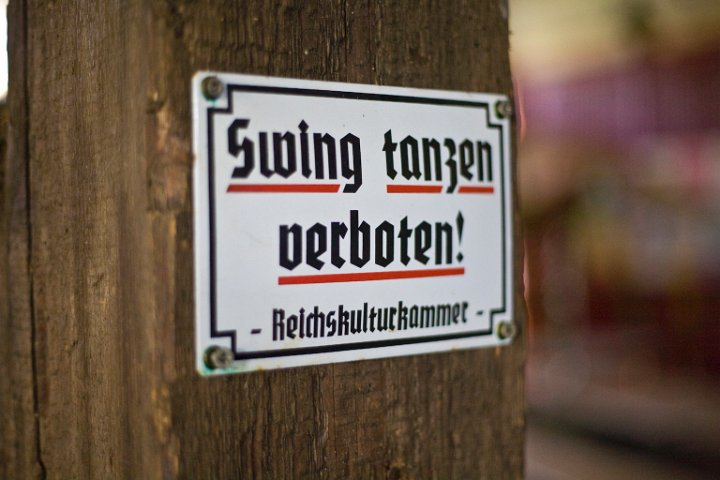 Swing tanzen
verboten!
- Reichskulturkammer -